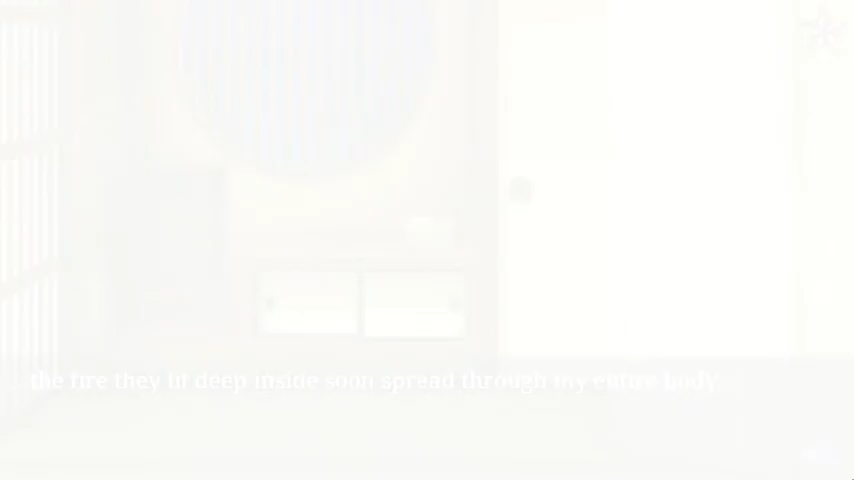 the fire they lit deep inside soon spread through my entire body